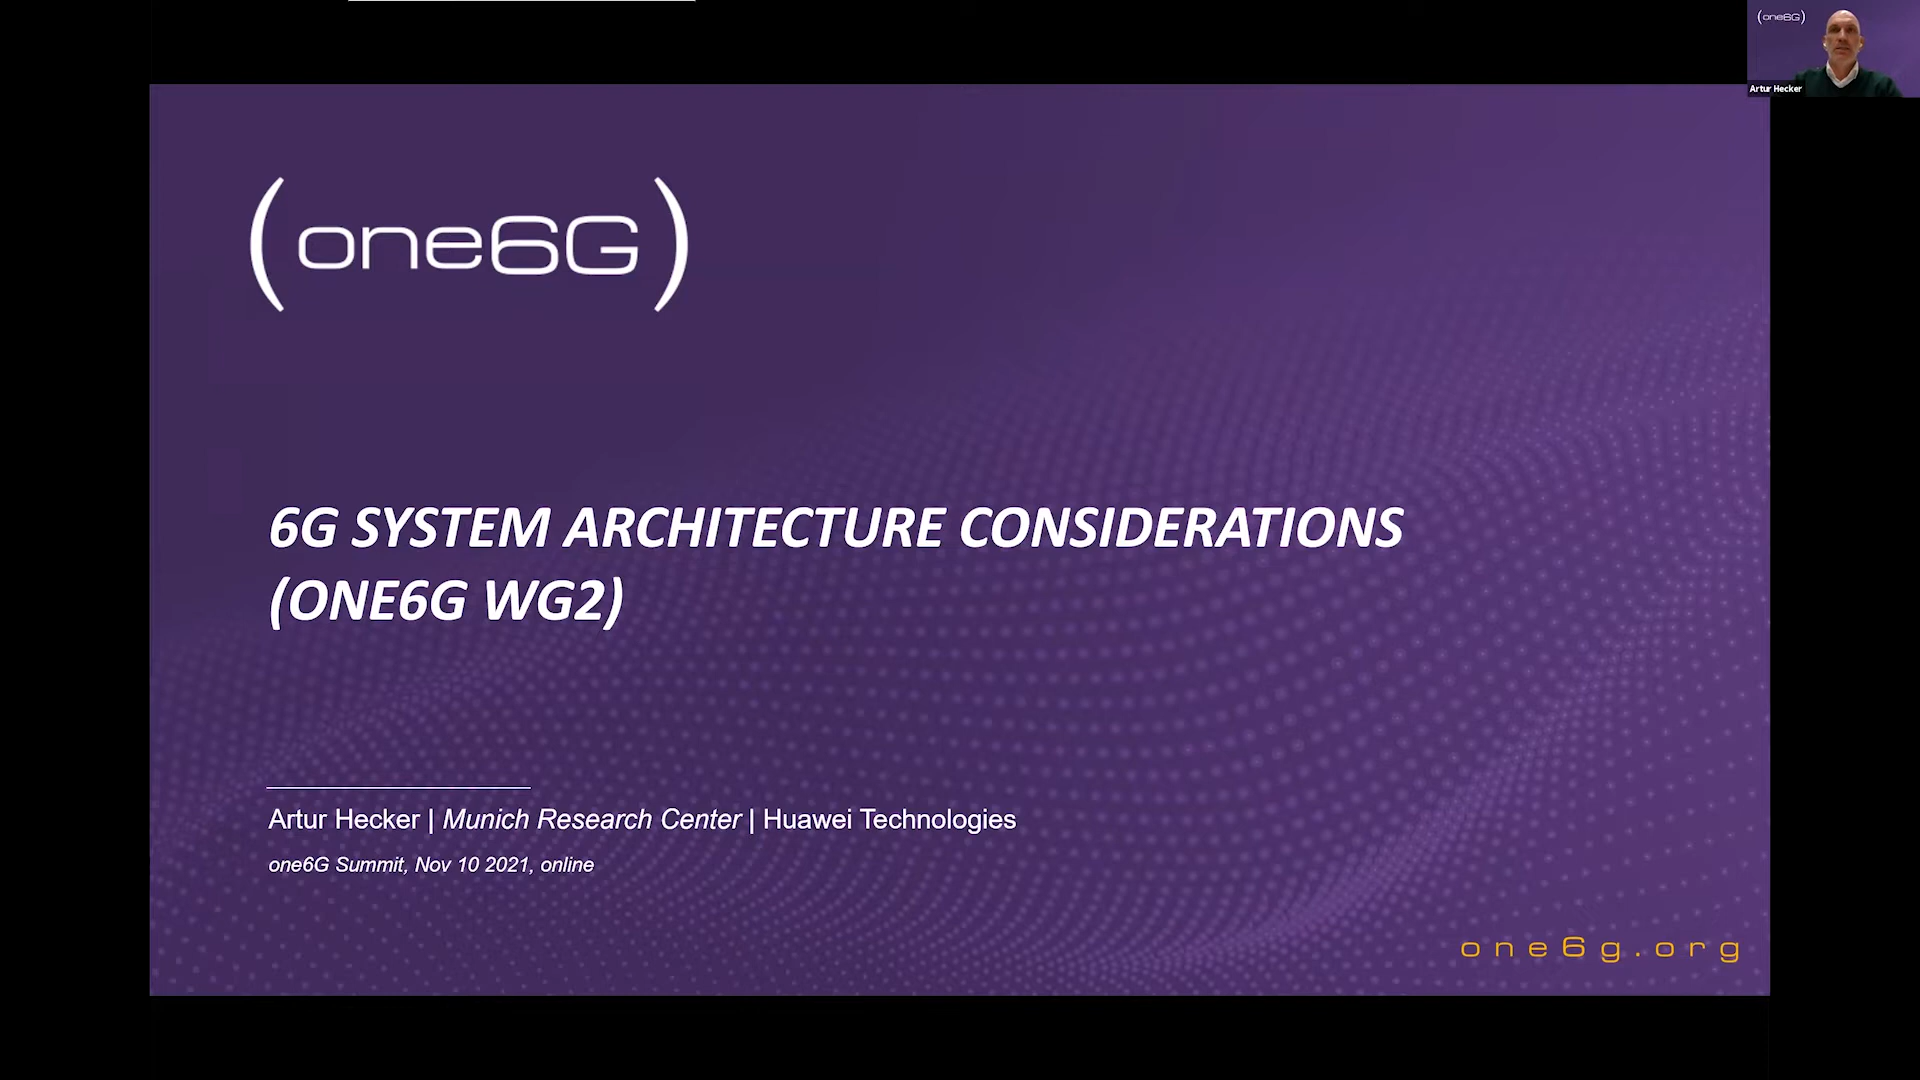 (one6G)
Artur Hecker
(one6G)
6G SYSTEM ARCHITECTURE CONSIDERATIONS
(ONE6G WG2)
Artur Hecker | Munich Research Center | Huawei Technologies
one6G Summit, Nov 10 2021, online
one6g.org